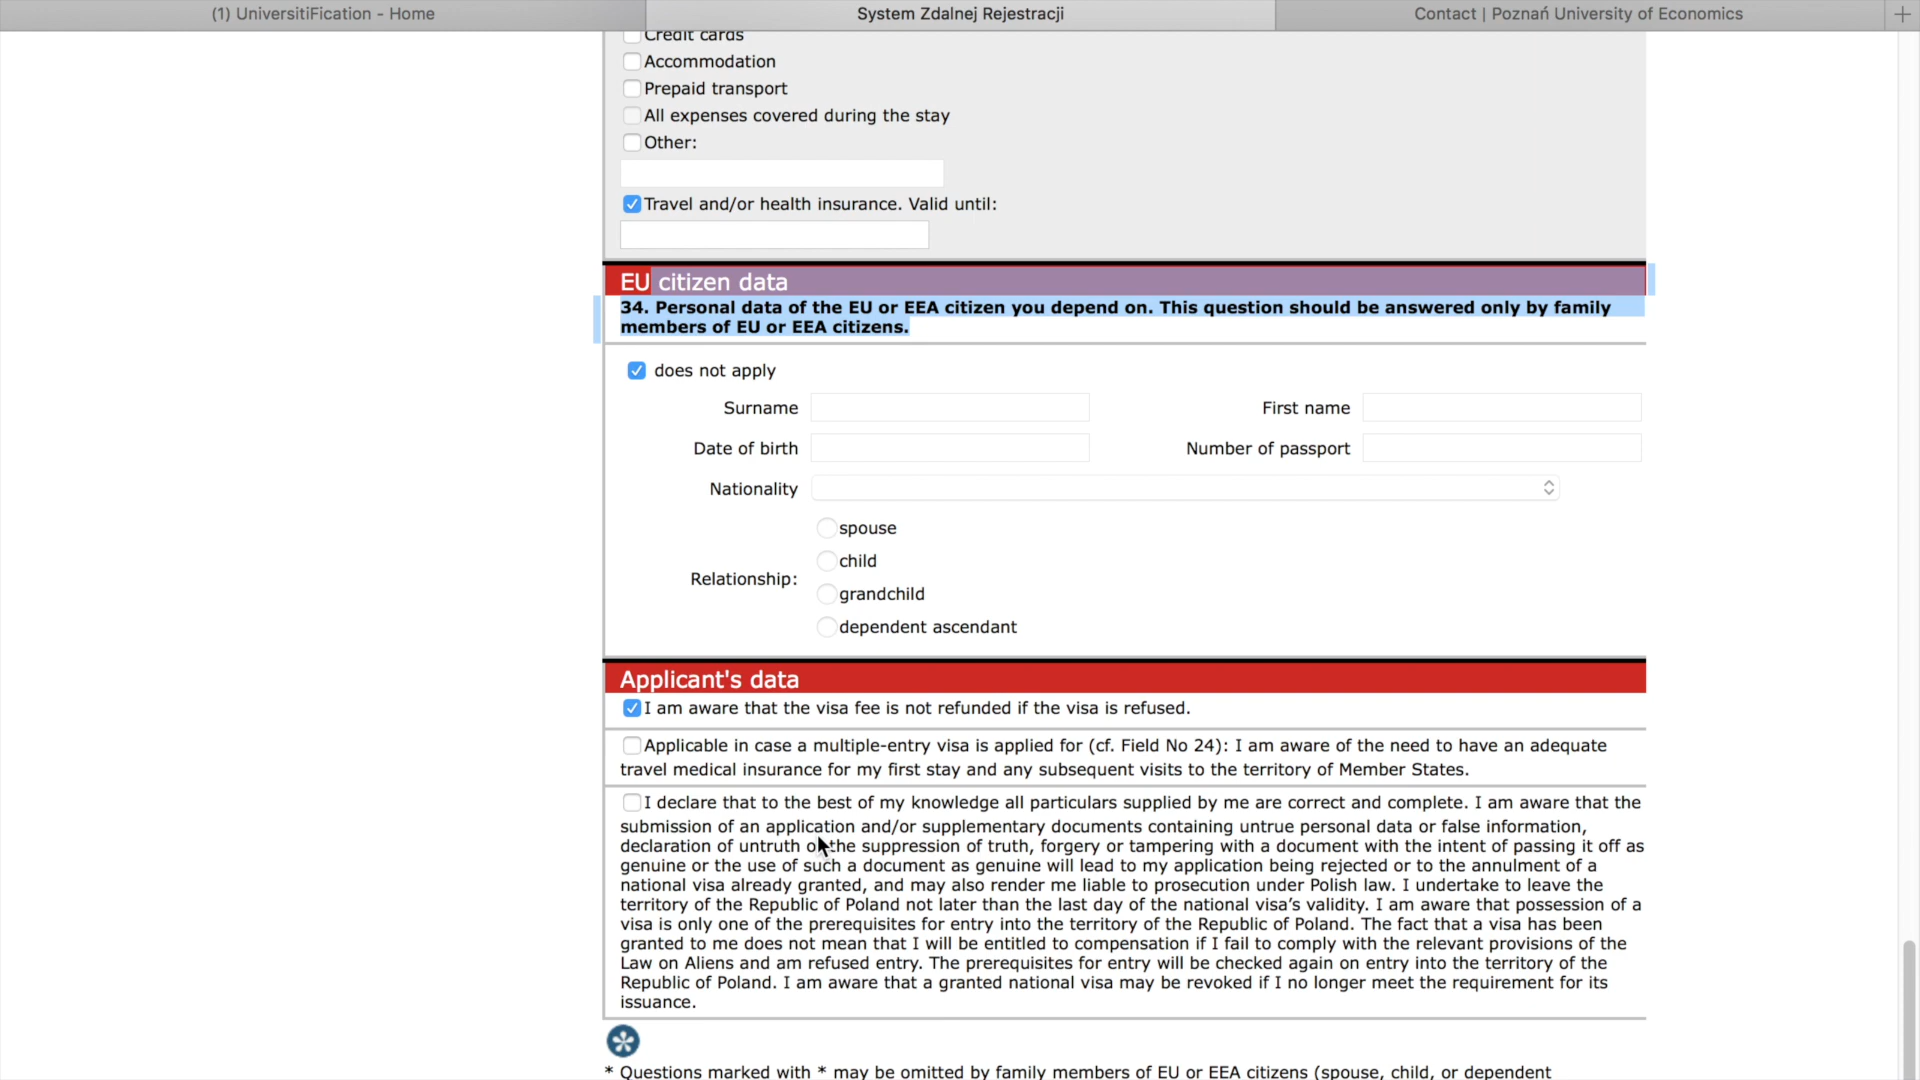 (1) UniversitiFication - Home
System Zdalnej Rejestracji
Contact | Poznań University of Economics
Credit cards
Accommodation
Prepaid transport
All expenses covered during the stay
Other:
Travel and/or health insurance. Valid until:
EU citizen data
34. Personal data of the EU or EEA citizen you depend on. This question should be answered only by family
members of EU or EEA citizens.
does not apply
Surname
First name
Date of birth
Number of passport
Nationality
Relationship:
spouse
child
grandchild
dependent ascendant
Applicant's data
I am aware that the visa fee is not refunded if the visa is refused.
Applicable in case a multiple-entry visa is applied for (cf. Field No 24): I am aware of the need to have an adequate
travel medical insurance for my first stay and any subsequent visits to the territory of Member States.
I declare that to the best of my knowledge all particulars supplied by me are correct and complete. I am aware that the
submission of an application and/or supplementary documents containing untrue personal data or false information,
declaration of untruth or the suppression of truth, forgery or tampering with a document with the intent of passing it off as
genuine or the use of such a document as genuine will lead to my application being rejected or to the annulment of a
national visa already granted, and may also render me liable to prosecution under Polish law. I undertake to leave the
territory of the Republic of Poland not later than the last day of the national visa's validity. I am aware that possession of a
visa is only one of the prerequisites for entry into the territory of the Republic of Poland. The fact that a visa has been
granted to me does not mean that I will be entitled to compensation if I fail to comply with the relevant provisions of the
Law on Aliens and am refused entry. The prerequisites for entry will be checked again on entry into the territory of the
Republic of Poland. I am aware that a granted national visa may be revoked if I no longer meet the requirement for its
issuance.
* Questions marked with * may be omitted by family members of EU or EEA citizens (spouse, child, or dependent